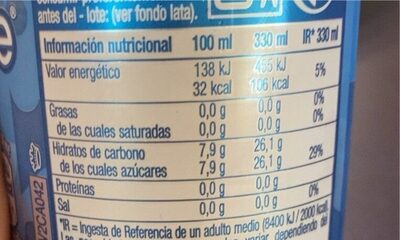 antes del - lote: (ver fondo lata).
Información nutricional 100 ml 330 ml IR* 330 ml
Valor energético 138 kJ 455 kJ 5%
32 kcal 106 kcal
Grasas 0,0 g 0,0 g 0%
de las cuales saturadas 0,0 g 0,0 g 0%
Hidratos de carbono 7,9 g 26,1 g
de los cuales azúcares 7,9 g 26,1 g 29%
Proteínas 0,0 g 0,0 g
Sal 0,0 g 0,0 g 0%
*IR = Ingesta de Referencia de un adulto medio (8400 kJ / 2000 kcal).
variar, dependiendo del
V2CA042